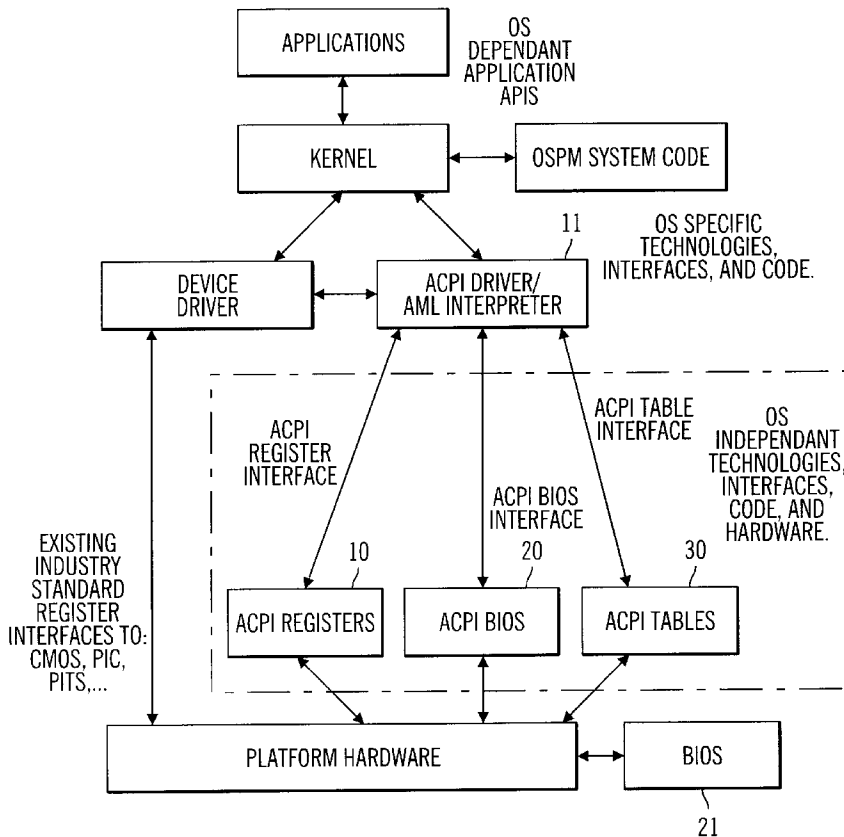 APPLICATIONS
OS
DEPENDANT
APPLICATION
APIS
KERNEL
OSPM SYSTEM CODE
11
OS SPECIFIC
TECHNOLOGIES,
INTERFACES, AND CODE.
DEVICE
DRIVER
ACPI DRIVER/
AML INTERPRETER
ACPI
REGISTER
INTERFACE
ACPI TABLE
INTERFACE
OS
INDEPENDANT
TECHNOLOGIES,
INTERFACES,
CODE, AND
HARDWARE.
ACPI BIOS
INTERFACE
EXISTING
INDUSTRY
STANDARD
REGISTER
INTERFACES TO:
CMOS, PIC,
PITS,...
10
20
30
ACPI REGISTERS
ACPI BIOS
ACPI TABLES
PLATFORM HARDWARE
BIOS
21